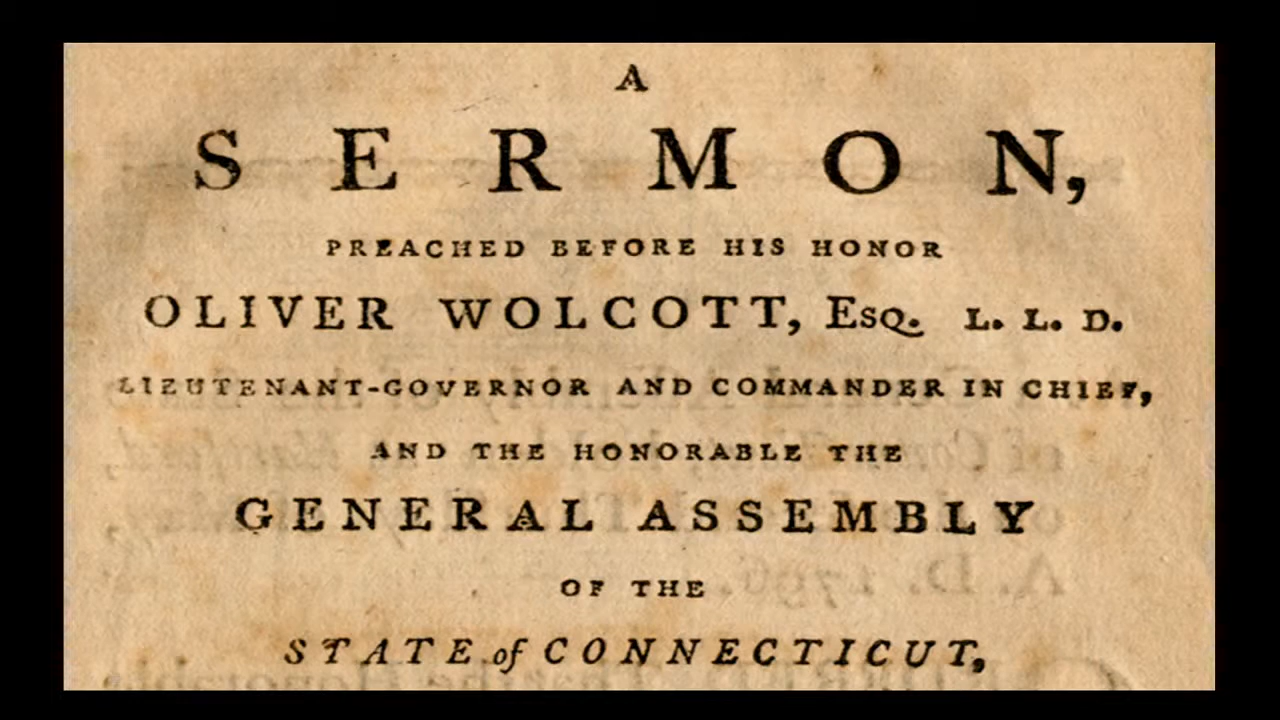 A
SERMON,
PREACHED BEFORE HIS HONOR
OLIVER WOLCOTT, Esq. L. L. D.
LIEUTENANT-GOVERNOR AND COMMANDER IN CHIEF,
AND THE HONORABLE THE
GENERAL ASSEMBLY
OF THE
STATE of CONNECTICUT,